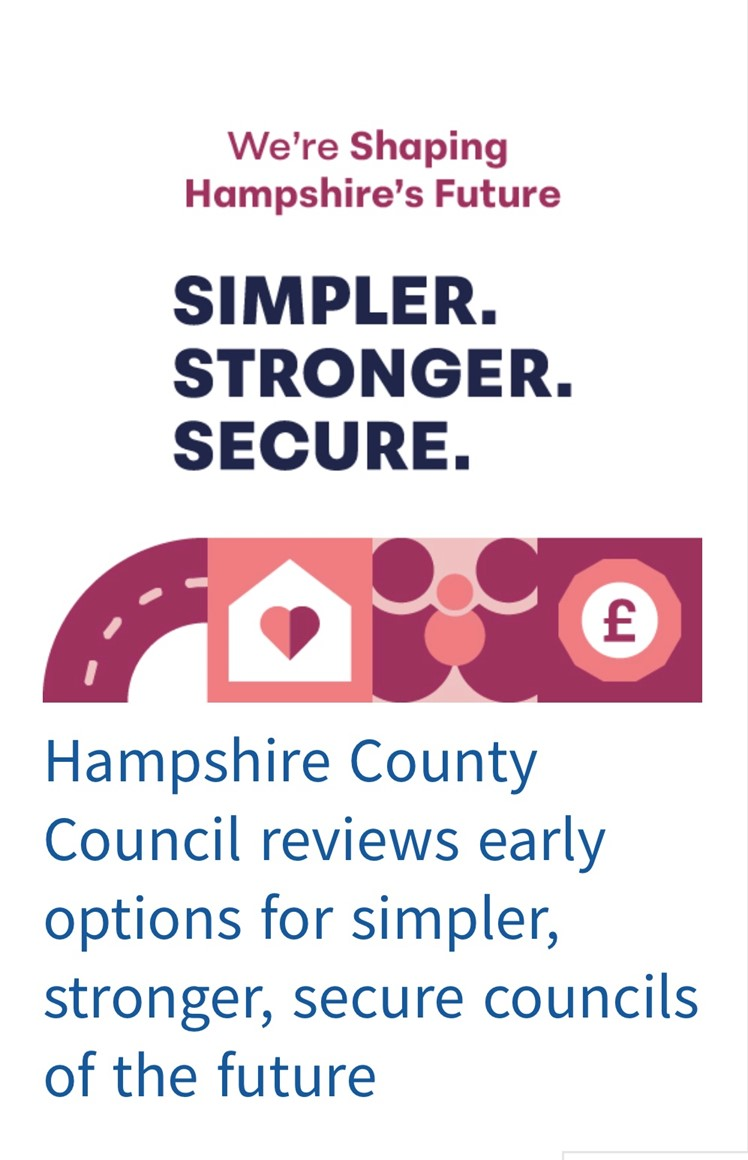 We’re Shaping
Hampshire’s Future
SIMPLER.
STRONGER.
SECURE.
£
Hampshire County
Council reviews early
options for simpler,
stronger, secure councils
of the future